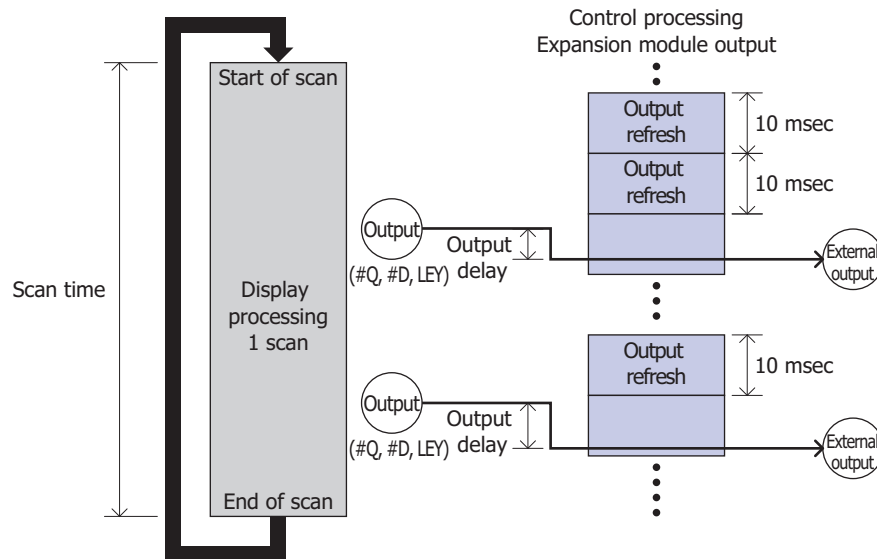 Control processing
Expansion module output
Start of scan
Output
refresh
10 msec
Output
refresh
10 msec
Output
(#Q, #D, LEY)
Output
delay
External
output
Scan time
Display
processing
1 scan
Output
refresh
10 msec
Output
(#Q, #D, LEY)
Output
delay
External
output
End of scan